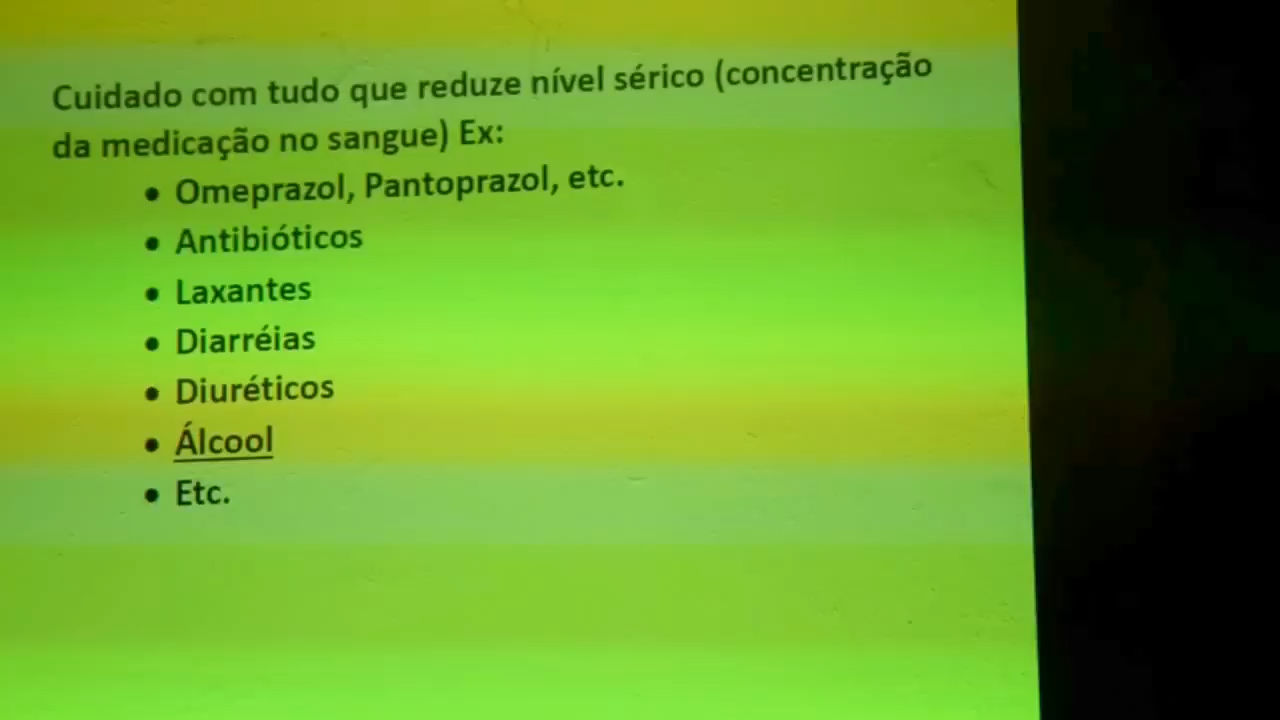 Cuidado com tudo que reduze nível sérico (concentração
da medicação no sangue) Ex:
• Omeprazol, Pantoprazol, etc.
• Antibióticos
• Laxantes
• Diarréias
• Diuréticos
• Álcool
• Etc.